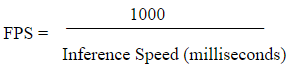 1000
FPS =
Inference Speed (milliseconds)